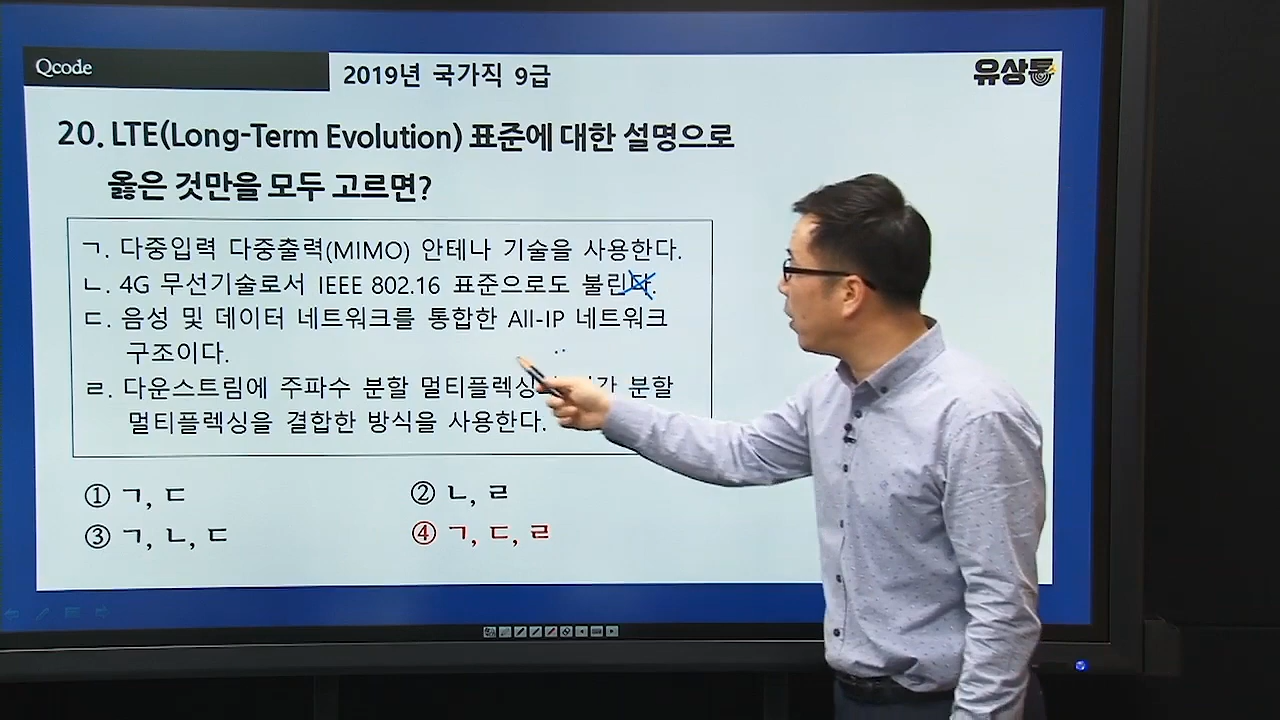 Qcode
2019년 국가직 9급
유상통
20. LTE(Long-Term Evolution) 표준에 대한 설명으로
옳은 것만을 모두 고르면?
ㄱ. 다중입력 다중출력(MIMO) 안테나 기술을 사용한다.
ㄴ. 4G 무선기술로서 IEEE 802.16 표준으로도 불린다.
ㄷ. 음성 및 데이터 네트워크를 통합한 All-IP 네트워크
구조이다.
ㄹ. 다운스트림에 주파수 분할 멀티플렉싱 분할
멀티플렉싱을 결합한 방식을 사용한다.
① ㄱ, ㄷ
② ㄴ, ㄹ
③ ㄱ, ㄴ, ㄷ
④ ㄱ, ㄷ, ㄹ